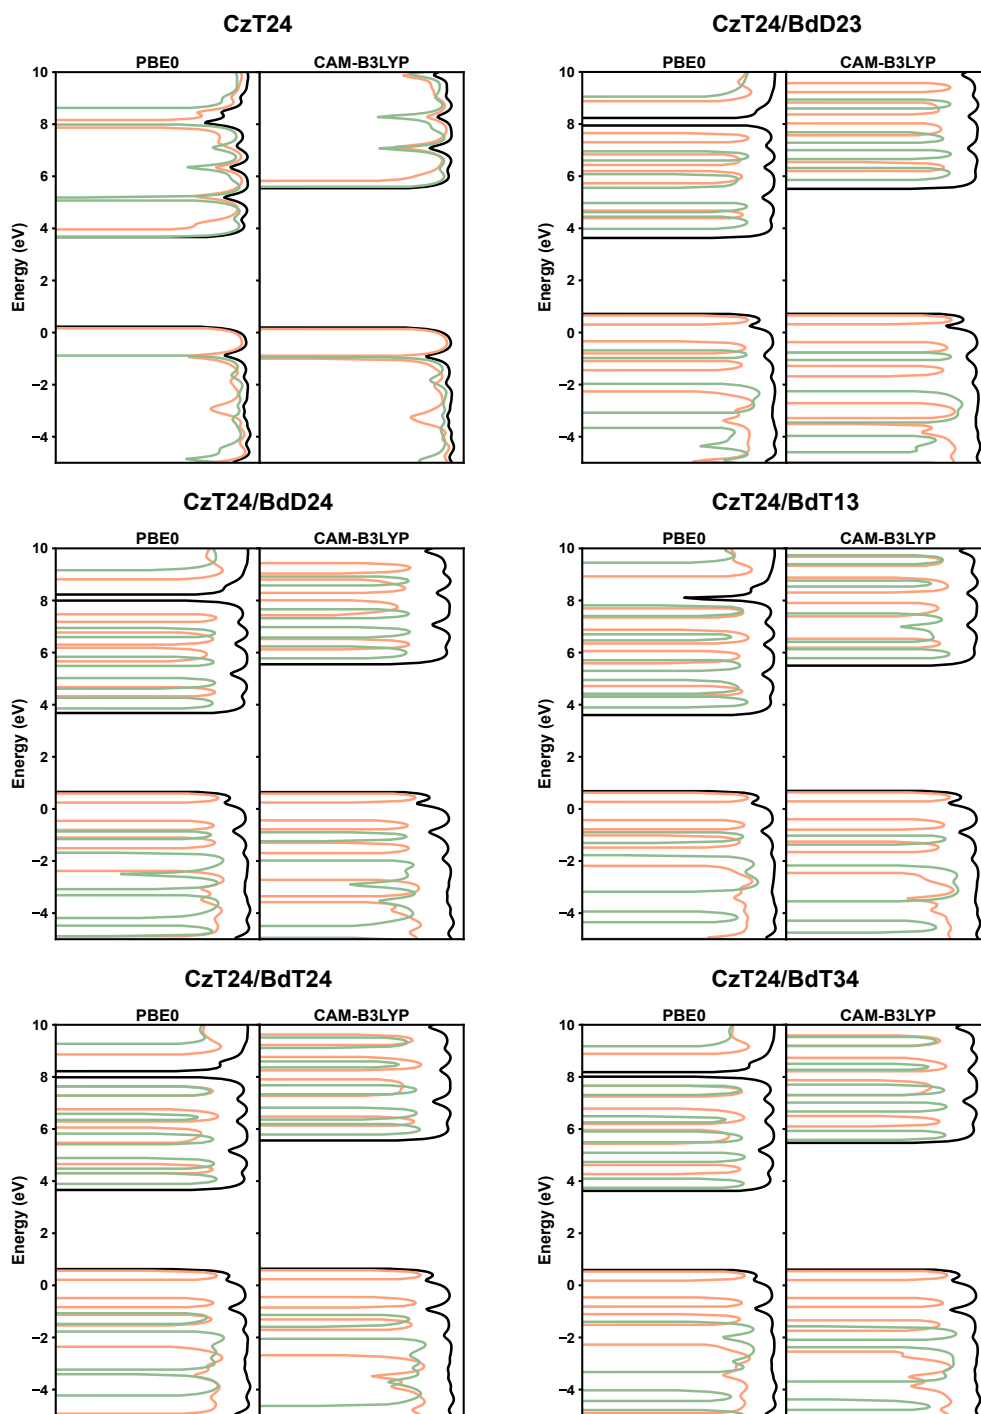 CzT24
PBE0 CAM-B3LYP
Energy (eV)
10
8
6
4
2
0
−2
−4
CzT24/BdD23
PBE0 CAM-B3LYP
Energy (eV)
10
8
6
4
2
0
−2
−4
CzT24/BdD24
PBE0 CAM-B3LYP
Energy (eV)
10
8
6
4
2
0
−2
−4
CzT24/BdT13
PBE0 CAM-B3LYP
Energy (eV)
10
8
6
4
2
0
−2
−4
CzT24/BdT24
PBE0 CAM-B3LYP
Energy (eV)
10
8
6
4
2
0
−2
−4
CzT24/BdT34
PBE0 CAM-B3LYP
Energy (eV)
10
8
6
4
2
0
−2
−4